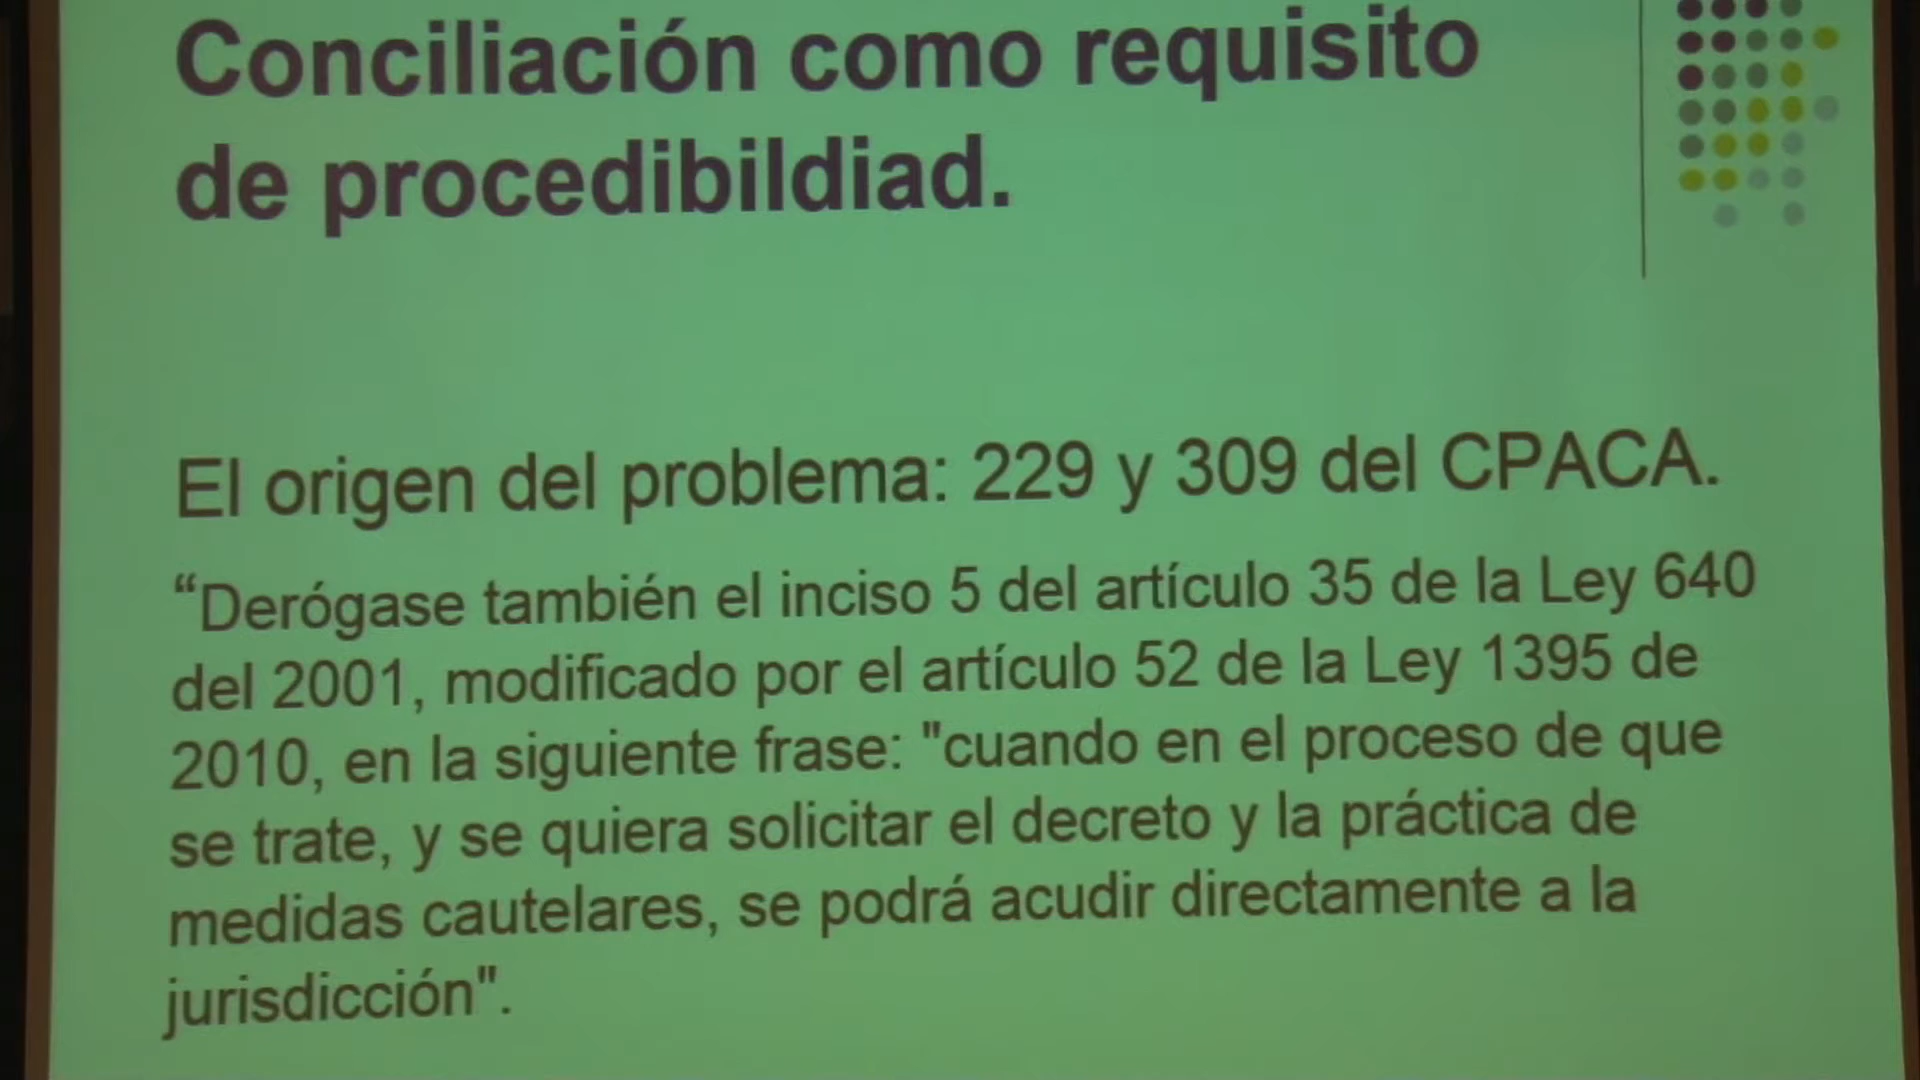 Conciliación como requisito
de procedibildiad.
El origen del problema: 229 y 309 del CPACA.
“Derógase también el inciso 5 del artículo 35 de la Ley 640
del 2001, modificado por el artículo 52 de la Ley 1395 de
2010, en la siguiente frase: "cuando en el proceso de que
se trate, y se quiera solicitar el decreto y la práctica de
medidas cautelares, se podrá acudir directamente a la
jurisdicción".